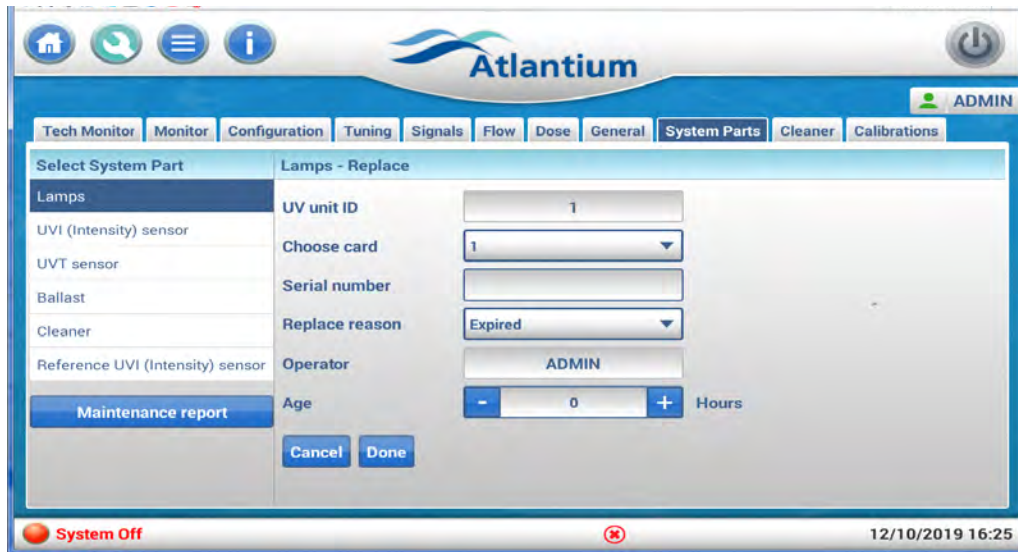 Atlantium
ADMIN
Tech Monitor Monitor Configuration Tuning Signals Flow Dose General System Parts Cleaner Calibrations
Select System Part
Lamps
UVI (Intensity) sensor
UVT sensor
Ballast
Cleaner
Reference UVI (Intensity) sensor
Maintenance report
Lamps - Replace
UV unit ID 1
Choose card 1
Serial number
Replace reason Expired
Operator ADMIN
Age - 0 + Hours
Cancel Done
System Off 12/10/2019 16:25